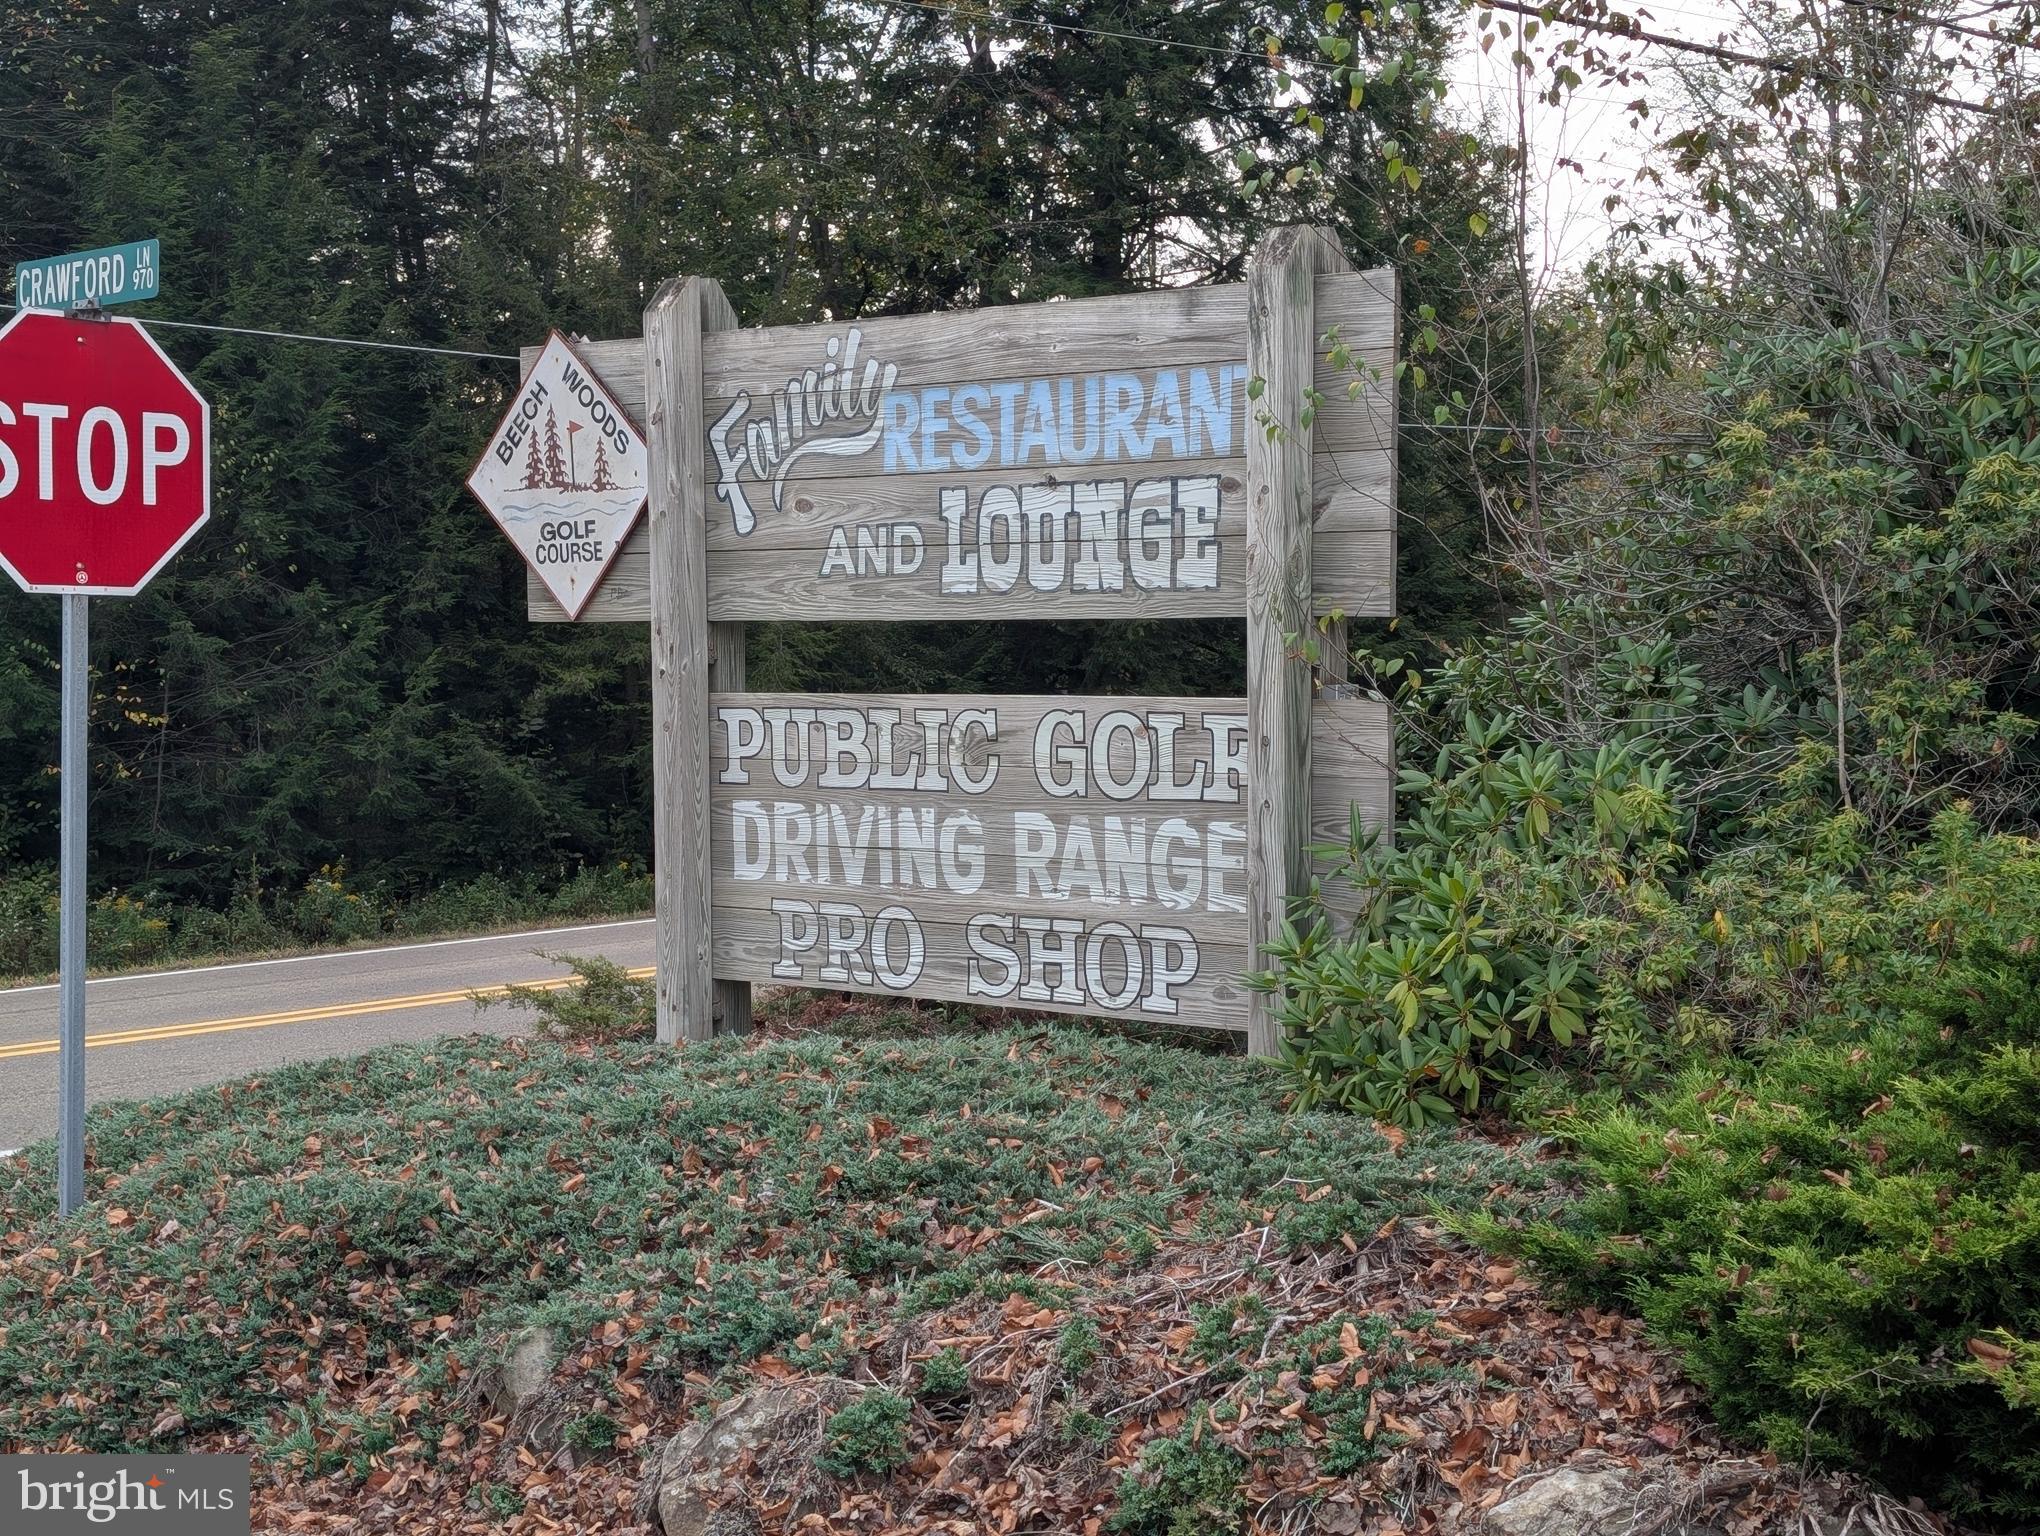 CRAWFORD LN 970
STOP
BEECH WOODS
GOLF
COURSE
Family RESTAURANT
AND LOUNGE
PUBLIC GOLF
DRIVING RANGE
PRO SHOP
bright™ MLS